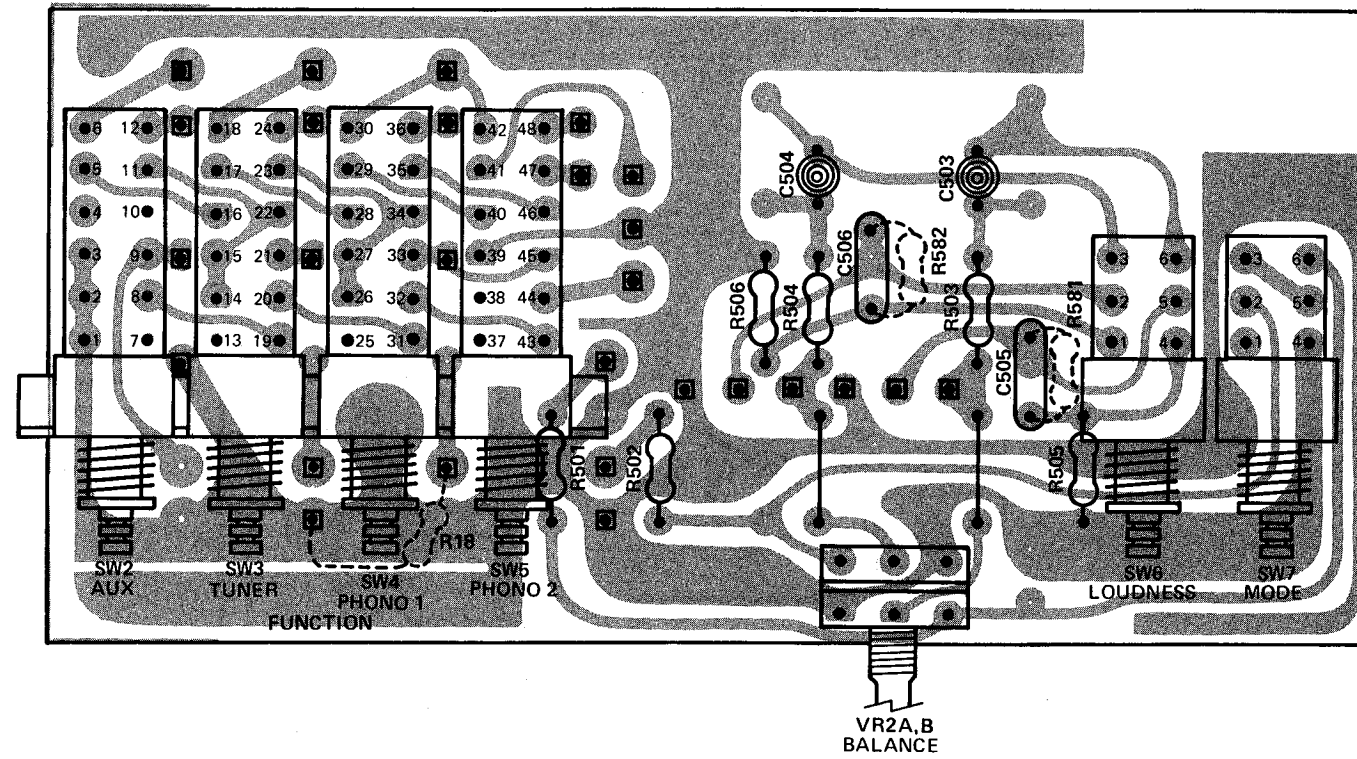 6 12 18 24 30 36 42 48
5 11 17 23 29 35 41 47
4 10 16 22 28 34 40 46
3 9 15 21 27 33 39 45
2 8 14 20 26 32 38 44
1 7 13 19 25 31 37 43
C504
C503
C506
R582
R506
R504
R503
R581
C505
3 6
2 5
1 4
3 6
2 5
1 4
R501
R502
R505
R18
SW2
AUX
SW3
TUNER
SW4
PHONO 1
SW5
PHONO 2
FUNCTION
SW6
LOUDNESS
SW7
MODE
VR2A,B
BALANCE